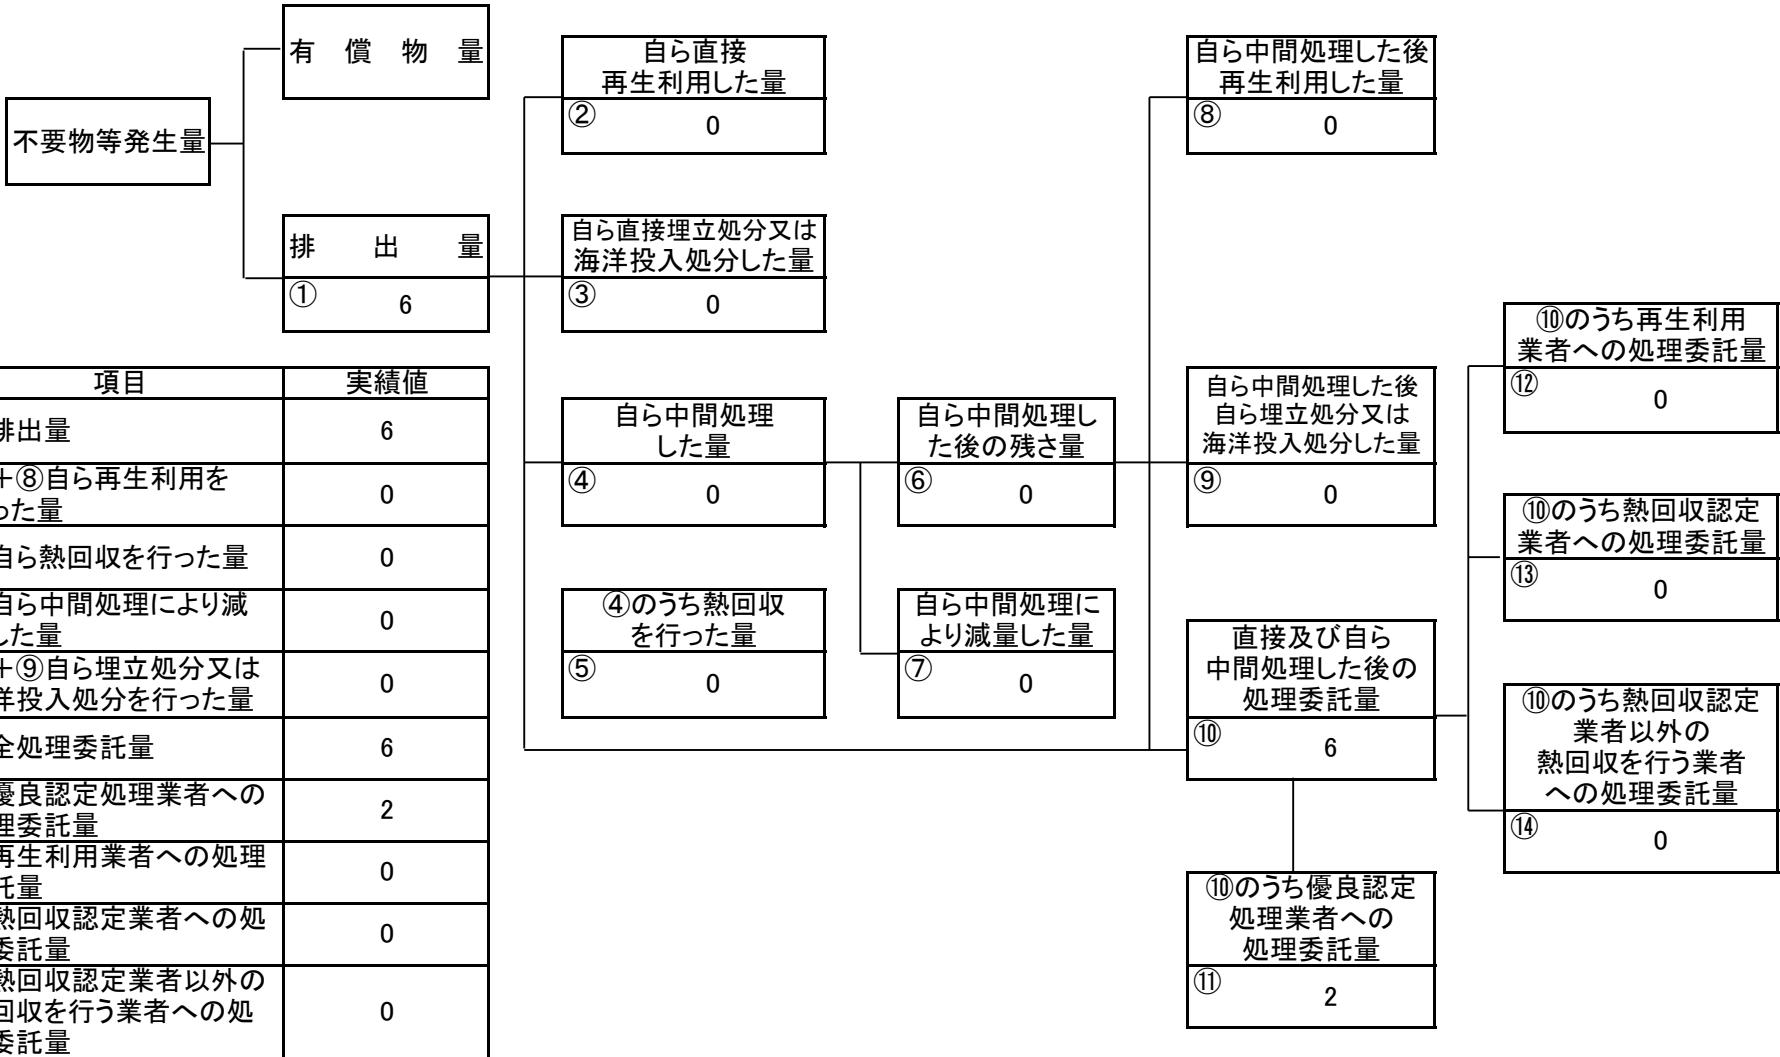 不要物等発生量
有償物量
排出量
① 6
自ら直接
再生利用した量
② 0
自ら直接埋立処分又は
海洋投入処分した量
③ 0
自ら中間処理
した量
④ 0
④のうち熱回収
を行った量
⑤ 0
自ら中間処理し
た後の残さ量
⑥ 0
自ら中間処理に
より減量した量
⑦ 0
自ら中間処理した後
再生利用した量
⑧ 0
自ら中間処理した後
自ら埋立処分又は
海洋投入処分した量
⑨ 0
直接及び自ら
中間処理した後の
処理委託量
⑩ 6
⑩のうち優良認定
処理業者への
処理委託量
⑪ 2
⑩のうち再生利用
業者への処理委託量
⑫ 0
⑩のうち熱回収認定
業者への処理委託量
⑬ 0
⑩のうち熱回収認定
業者以外の
熱回収を行う業者
への処理委託量
⑭ 0
項目 実績値
排出量 6
+⑧自ら再生利用を
った量 0
自ら熱回収を行った量 0
自ら中間処理により減
した量 0
+⑨自ら埋立処分又は
洋投入処分を行った量 0
全処理委託量 6
優良認定処理業者への
理委託量 2
再生利用業者への処理
託量 0
熱回収認定業者への処
委託量 0
熱回収認定業者以外の
回収を行う業者への処
委託量 0